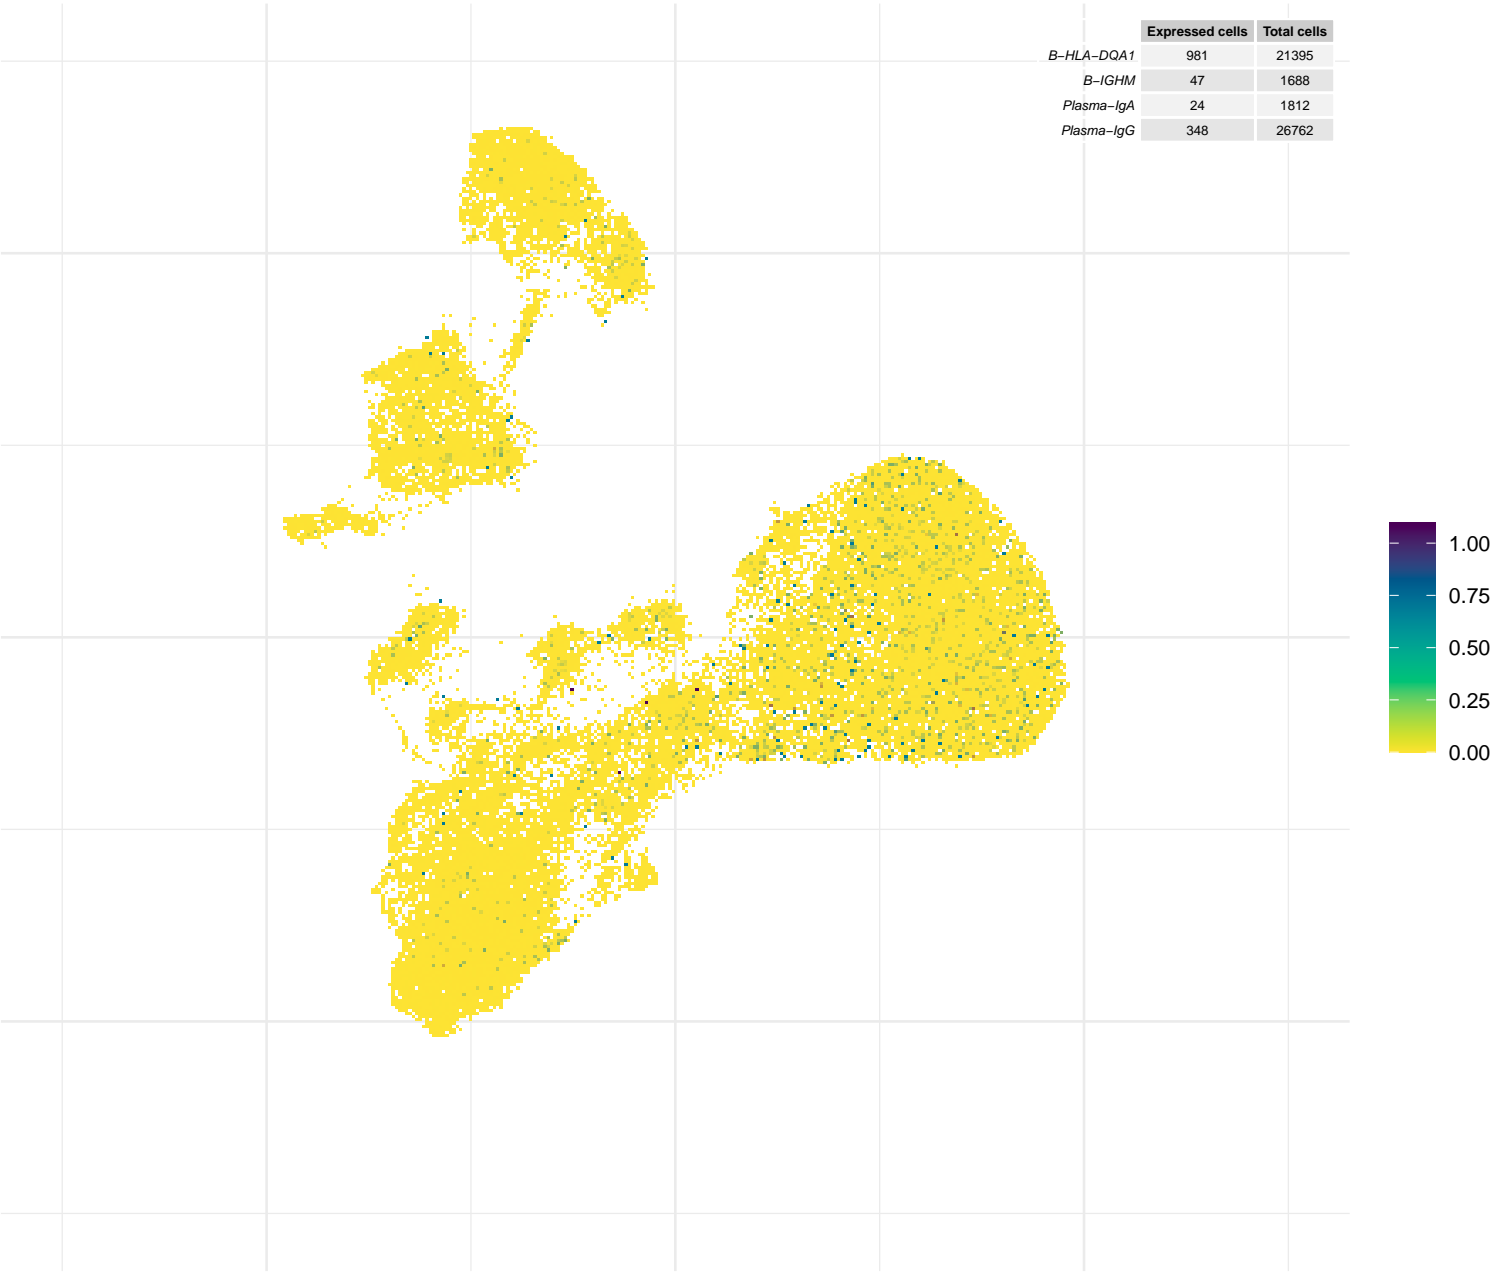 Expressed cells Total cells
B−HLA−DQA1 981 21395
B−IGHM 47 1688
Plasma−IgA 24 1812
Plasma−IgG 348 26762
1.00
0.75
0.50
0.25
0.00